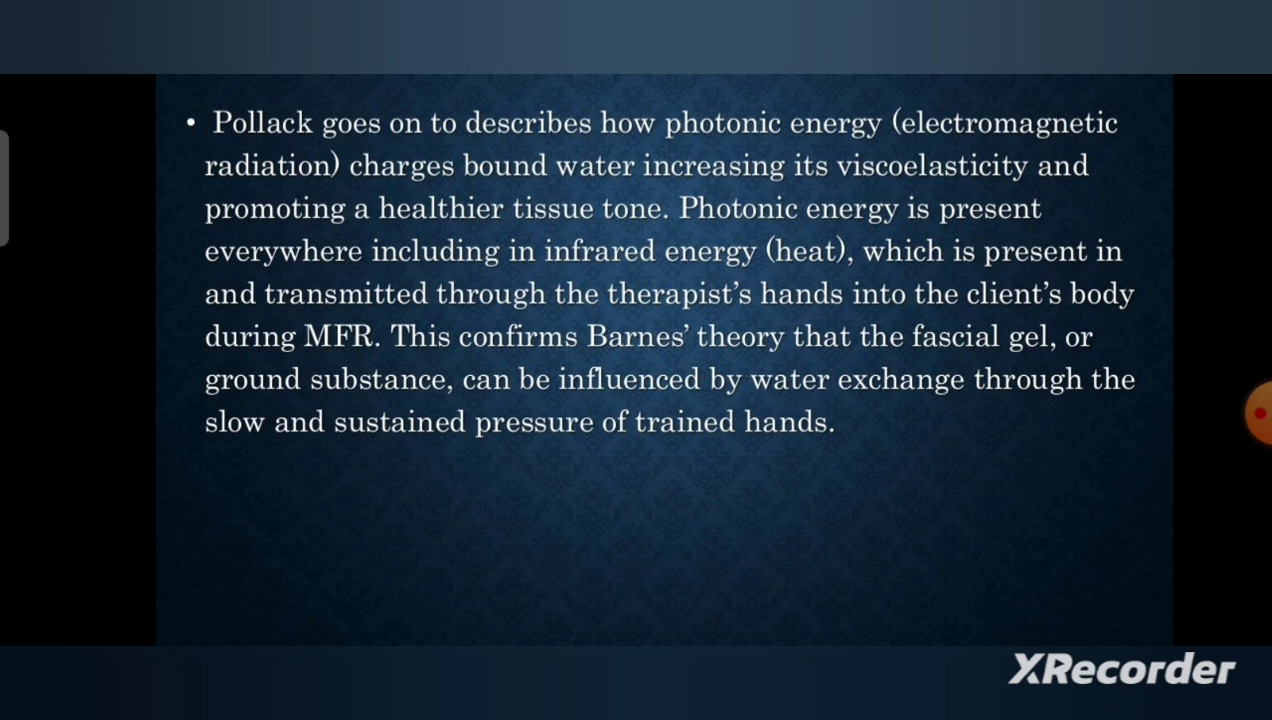 • Pollack goes on to describes how photonic energy (electromagnetic
radiation) charges bound water increasing its viscoelasticity and
promoting a healthier tissue tone. Photonic energy is present
everywhere including in infrared energy (heat), which is present in
and transmitted through the therapist’s hands into the client’s body
during MFR. This confirms Barnes’ theory that the fascial gel, or
ground substance, can be influenced by water exchange through the
slow and sustained pressure of trained hands.
XRecorder